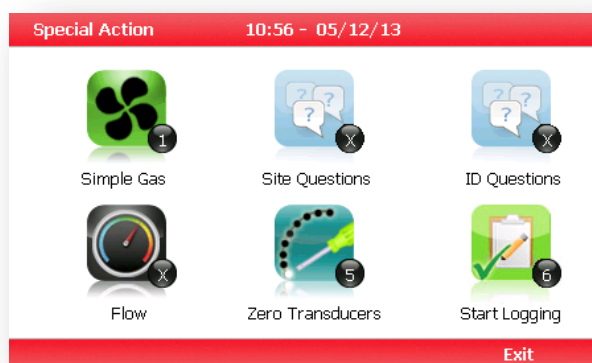 Special Action 10:56 - 05/12/13
1 X X
Simple Gas Site Questions ID Questions
X 5 6
Flow Zero Transducers Start Logging
Exit